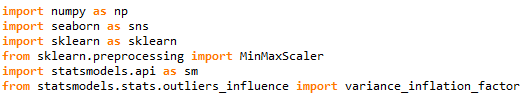 import numpy as np
import seaborn as sns
import sklearn as sklearn
from sklearn.preprocessing import MinMaxScaler
import statsmodels.api as sm
from statsmodels.stats.outliers_influence import variance_inflation_factor